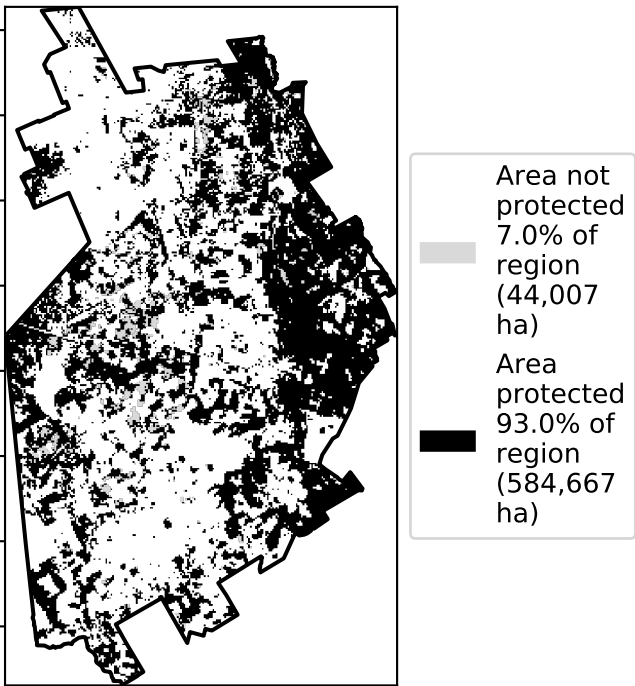 Area not
protected
7.0% of
region
(44,007
ha)
Area
protected
93.0% of
region
(584,667
ha)